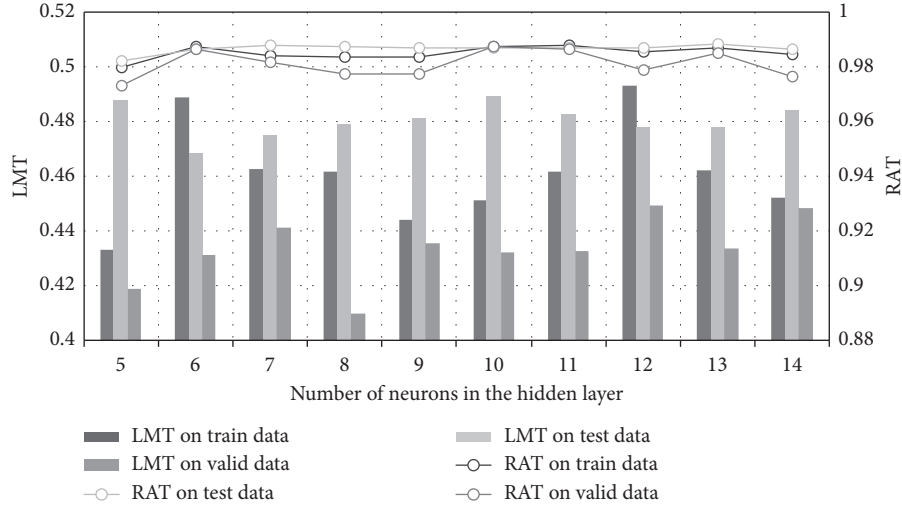 0.52
0.5
0.48
0.46
0.44
0.42
0.4
LMT
1
0.98
0.96
0.94
0.92
0.9
0.88
RAT
5 6 7 8 9 10 11 12 13 14
Number of neurons in the hidden layer
LMT on train data
LMT on valid data
RAT on test data
LMT on test data
RAT on train data
RAT on valid data